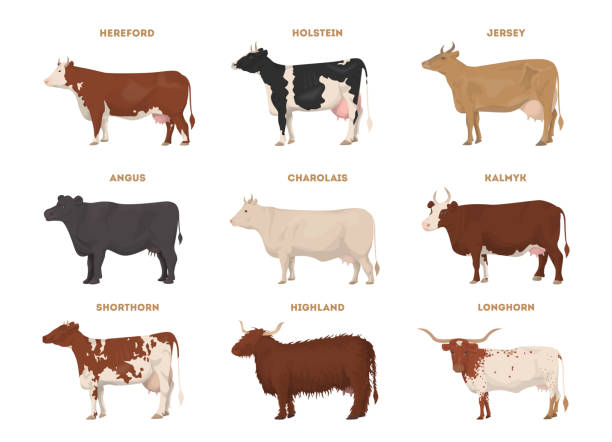 HEREFORD
HOLSTEIN
JERSEY
ANGUS
CHAROLAIS
KALMYK
SHORTHORN
HIGHLAND
LONGHORN